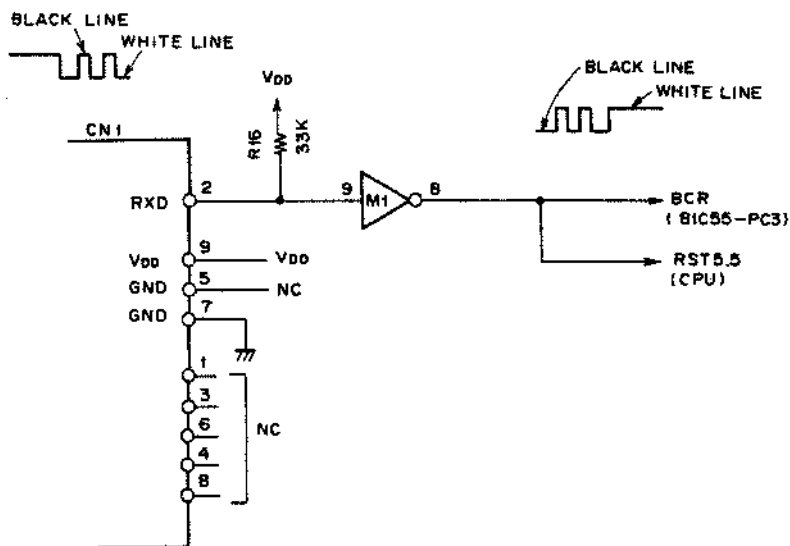 BLACK LINE
WHITE LINE
VDD
R16
33K
BLACK LINE
WHITE LINE
CN1
RXD
2
9
M1
8
BCR
(81C55-PC3)
RST5.5
(CPU)
VDD
9
VDD
GND
5
NC
GND
7
1
3
6
4
8
NC